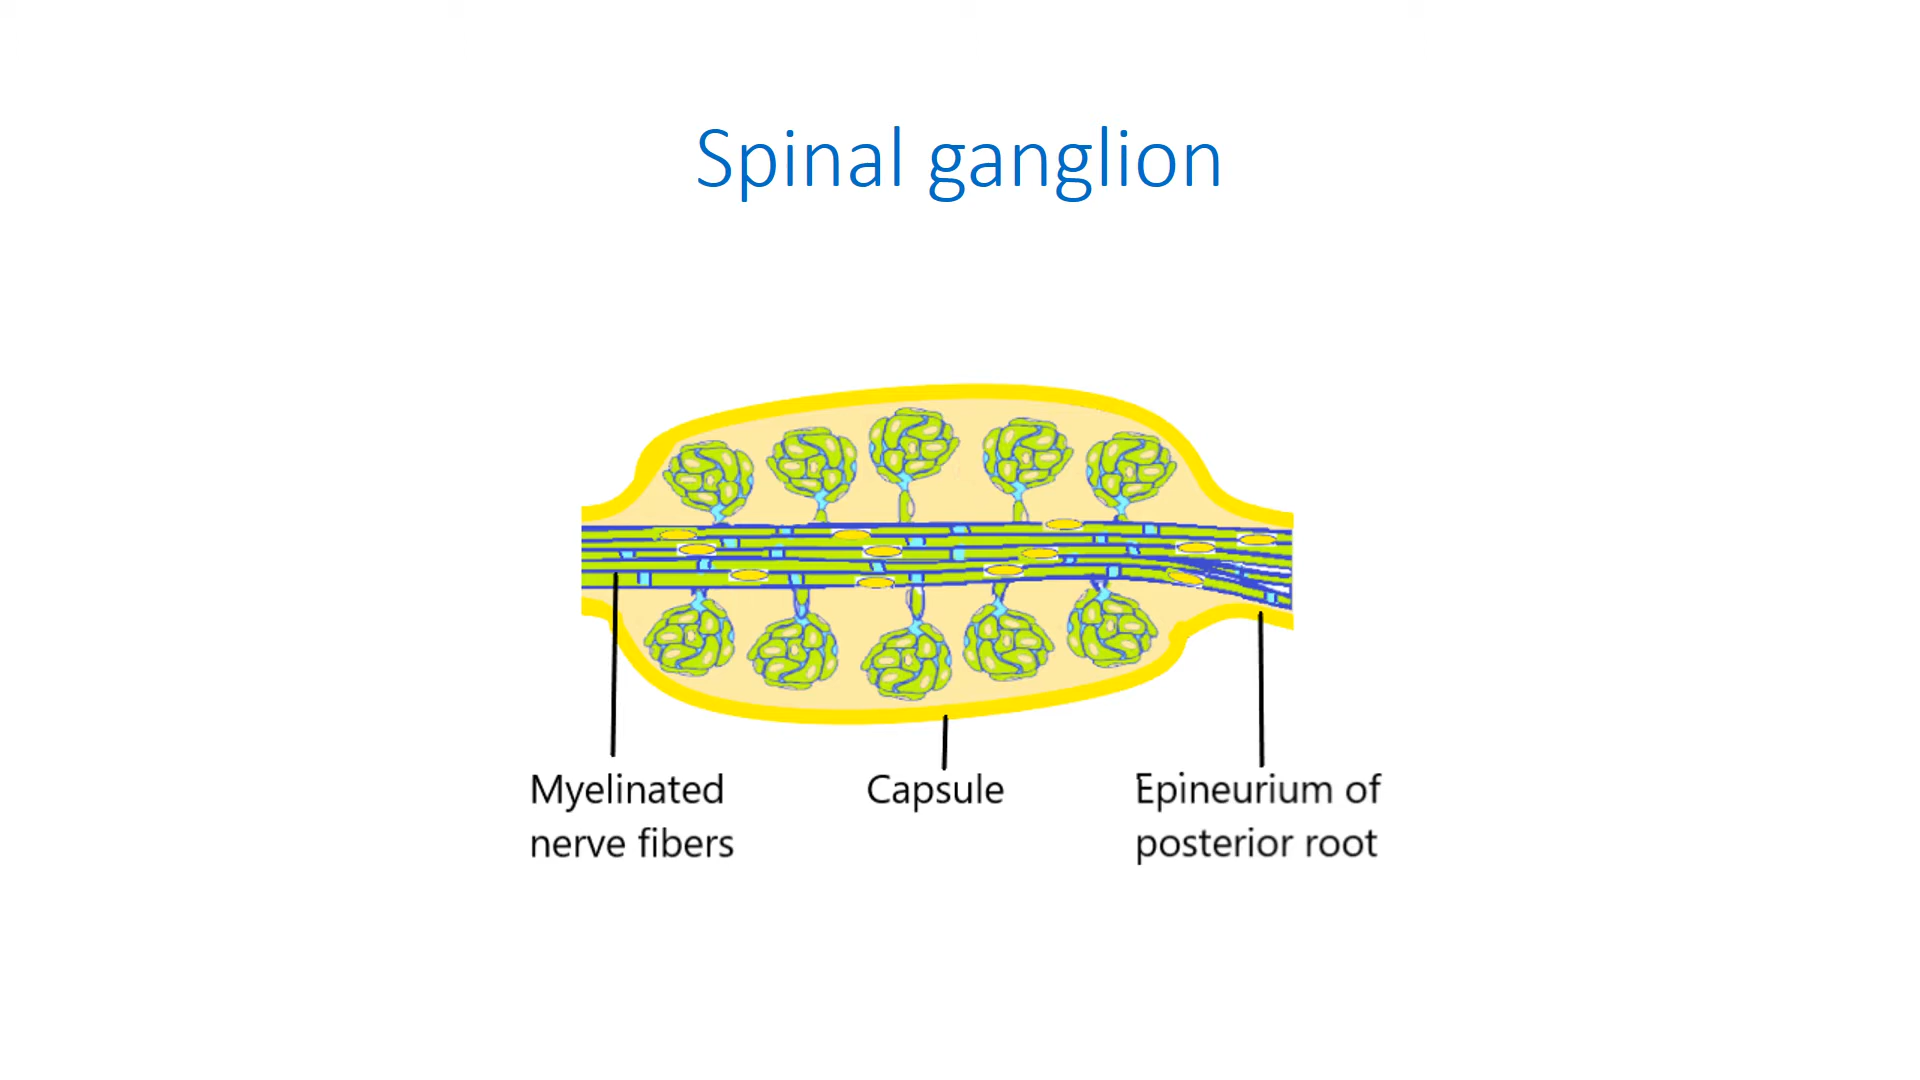 Spinal ganglion
Myelinated
nerve fibers
Capsule
Epineurium of
posterior root